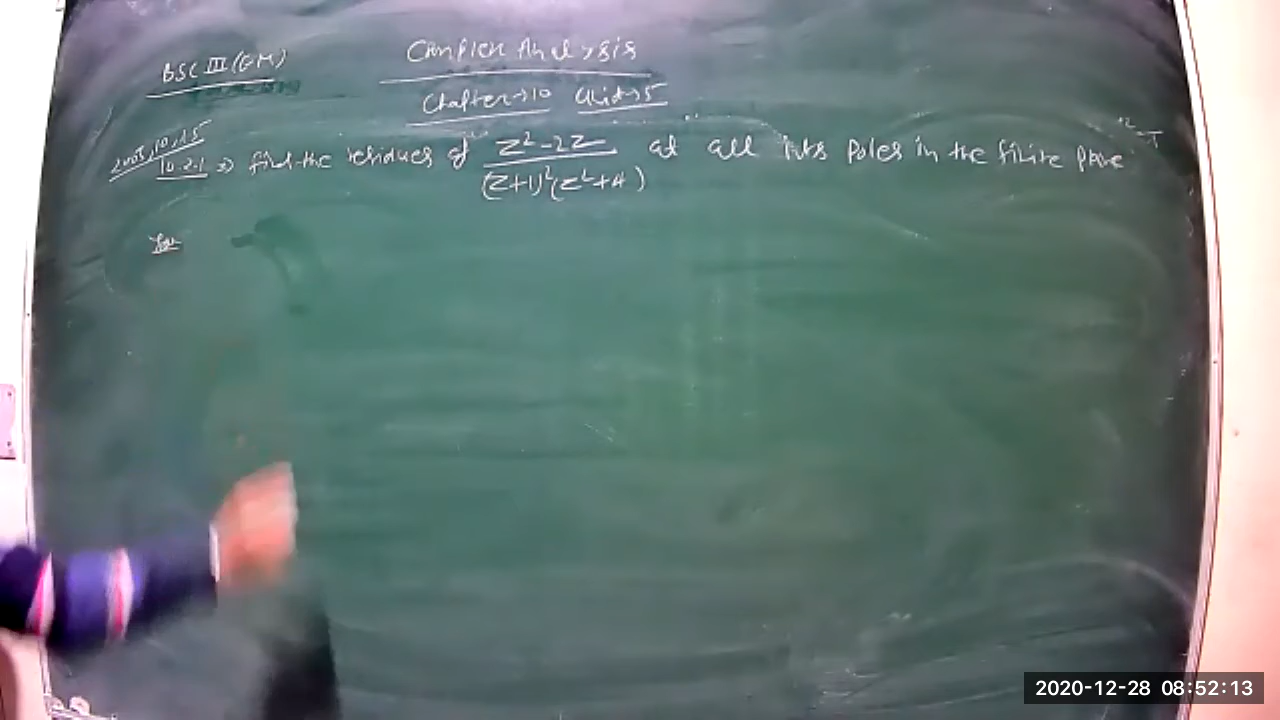 BSC III (GM) Complex Analysis
Chapter→10 Unit→5
2008, 10, 15
10.2.1 ⇒ find the residues of z²-2z / (z+1)²(z²+4) at all its Poles in the finite plane
Sol
2020-12-28 08:52:13